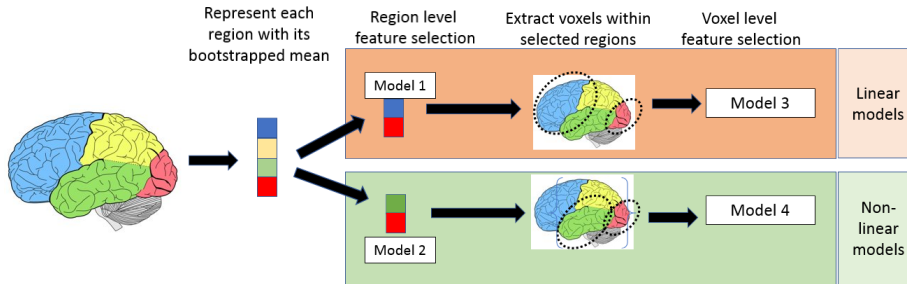 Represent each
region with its
bootstrapped mean
Region level
feature selection
Extract voxels within
selected regions
Voxel level
feature selection
Model 1
Model 3
Linear
models
Model 2
Model 4
Non-
linear
models